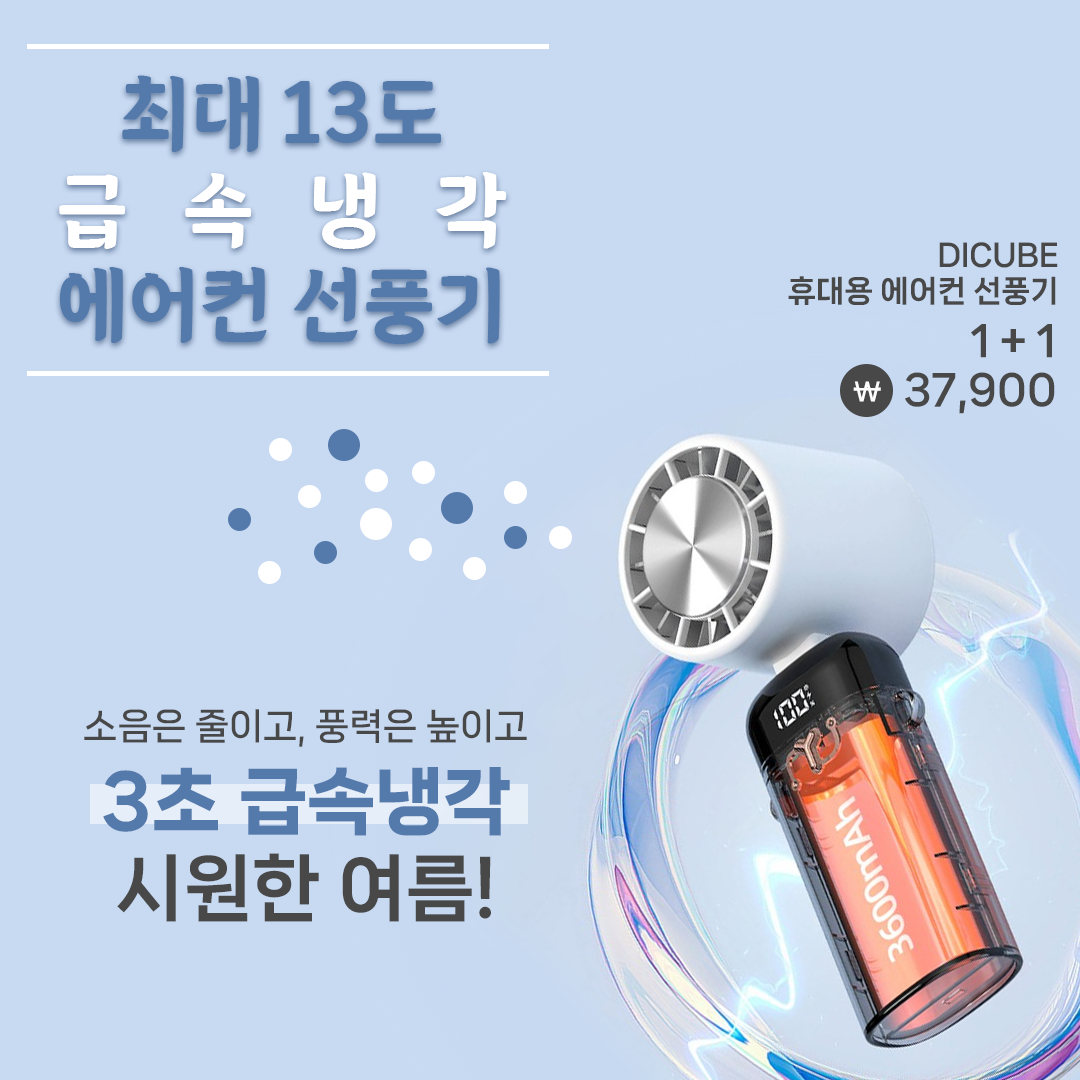 최대 13도
급 속 냉 각
에어컨 선풍기
DICUBE
휴대용 에어컨 선풍기
1 + 1
₩ 37,900
100%
3600mAh
소음은 줄이고, 풍력은 높이고
3초 급속냉각
시원한 여름!